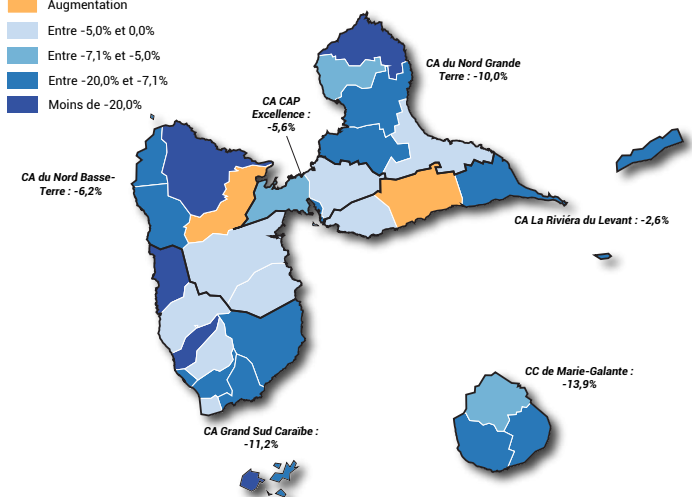 Augmentation
Entre -5,0% et 0,0%
Entre -7,1% et -5,0%
Entre -20,0% et -7,1%
Moins de -20,0%
CA du Nord Grande
Terre : -10,0%
CA CAP
Excellence :
-5,6%
CA du Nord Basse-
Terre : -6,2%
CA La Riviéra du Levant : -2,6%
CC de Marie-Galante :
-13,9%
CA Grand Sud Caraïbe :
-11,2%